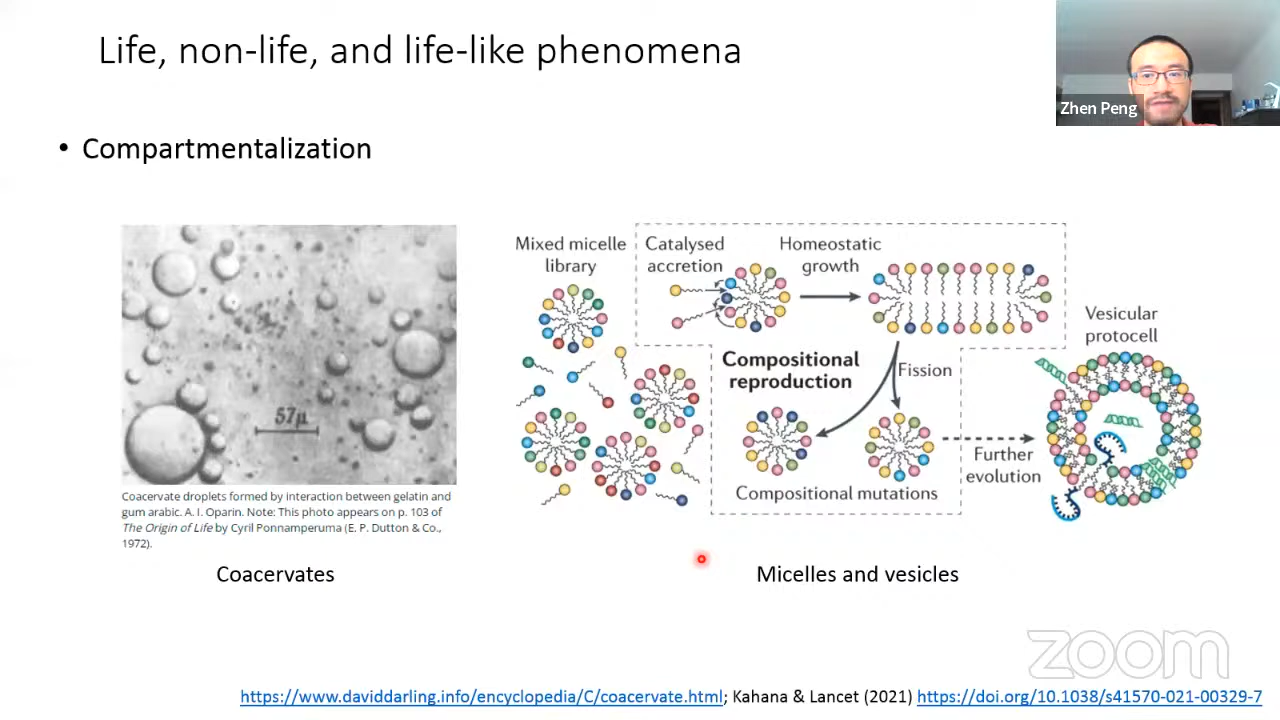 Life, non-life, and life-like phenomena
Zhen Peng
• Compartmentalization
57μ
Coacervate droplets formed by interaction between gelatin and
gum arabic. A. I. Oparin. Note: This photo appears on p. 103 of
The Origin of Life by Cyril Ponnamperuma (E. P. Dutton & Co.,
1972).
Coacervates
Mixed micelle
library
Catalysed
accretion
Homeostatic
growth
Compositional
reproduction
Fission
Compositional mutations
Further
evolution
Vesicular
protocell
Micelles and vesicles
zoom
https://www.daviddarling.info/encyclopedia/C/coacervate.html; Kahana & Lancet (2021) https://doi.org/10.1038/s41570-021-00329-7